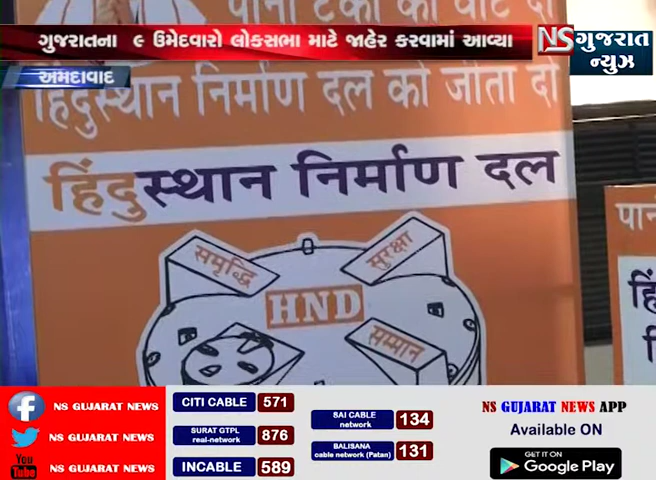 पानी टंकी को वोट दो
ગુજરાતના ૯ ઉમેદવારો લોકસભા માટે જાહેર કરવામાં આવ્યા
NS ગુજરાત ન્યુઝ
અમદાવાદ
हिंदुस्थान निर्माण दल को जीता दो
हिंदुस्थान निर्माण दल
समृद्धि
सुरक्षा
HND
सम्मान
पान
हिं
नि
NS GUJARAT NEWS
NS GUJARAT NEWS
You Tube NS GUJARAT NEWS
CITI CABLE 571
SURAT GTPL real-network 876
INCABLE 589
SAI CABLE network 134
BALISANA cable network (Patan) 131
NS GUJARAT NEWS APP
Available ON
GET IT ON
Google Play